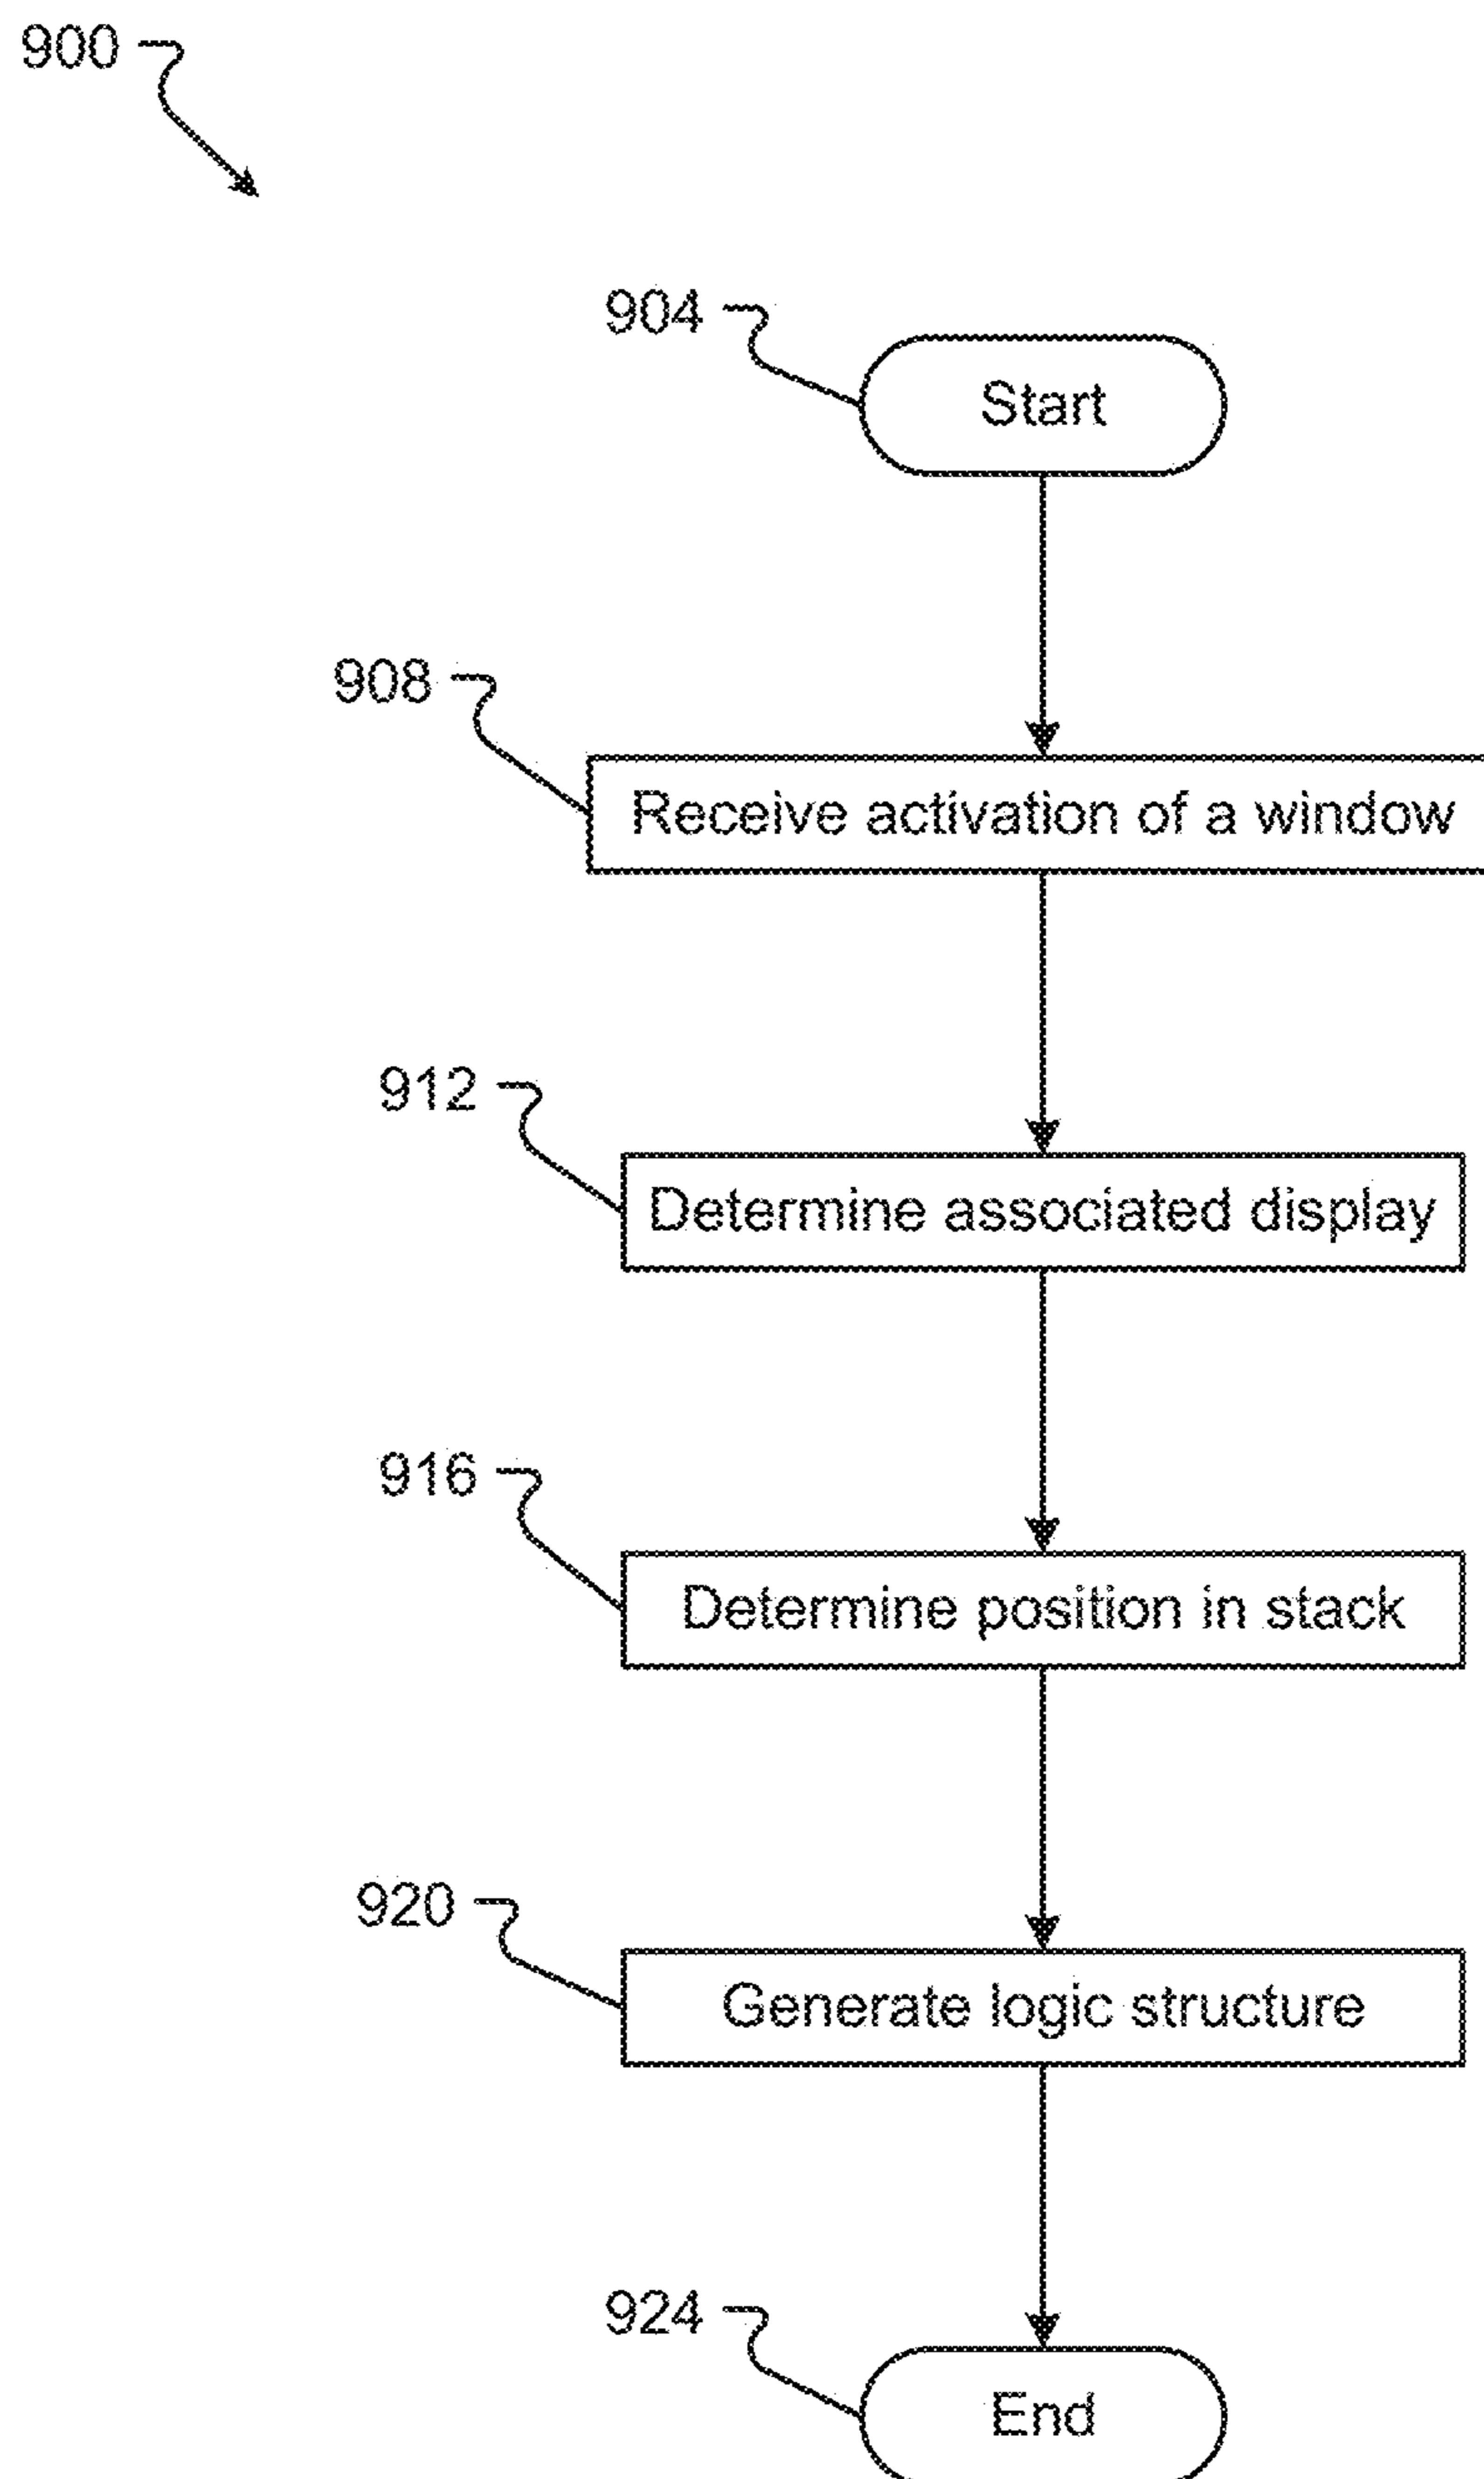 900
904
Start
908
Receive activation of a window
912
Determine associated display
916
Determine position in stack
920
Generate logic structure
924
End